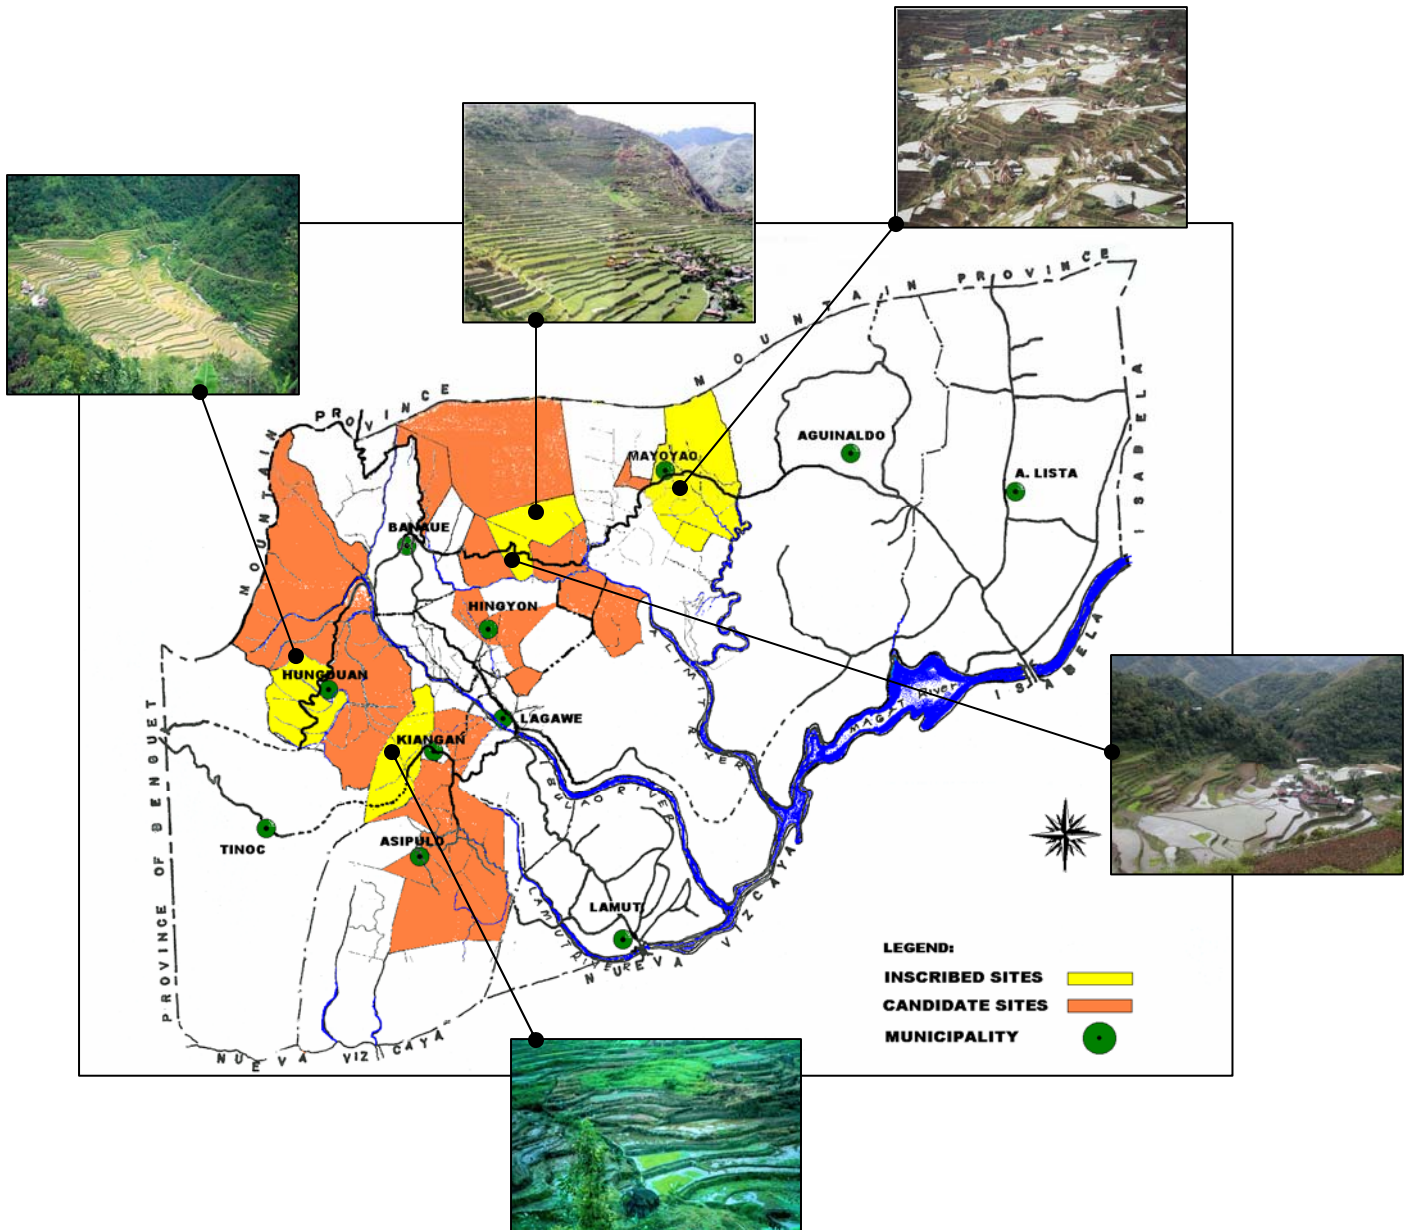 MOUNTAIN PROVINCE
MOUNTAIN PROVINCE
ISABELA
AGUINALDO
MAYOYAO
A. LISTA
BANAUE
HINGYON
ALIMIT RIVER
ISABELA
HUNGDUAN
MAGAT River
LAGAWE
KIANGAN
IBULAO RIVER
PROVINCE OF BENGUET
TINOC
ASIPULO
LAMUT
LAMUT RIVER
NUEVA VIZCAYA
NUEVA VIZCAYA
LEGEND:
INSCRIBED SITES
CANDIDATE SITES
MUNICIPALITY